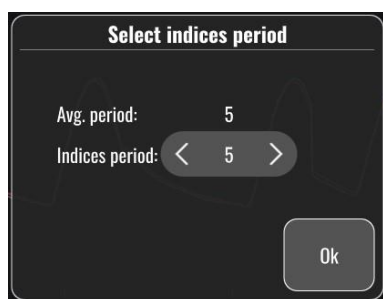 Select indices period
Avg. period: 5
Indices period: < 5 >
Ok